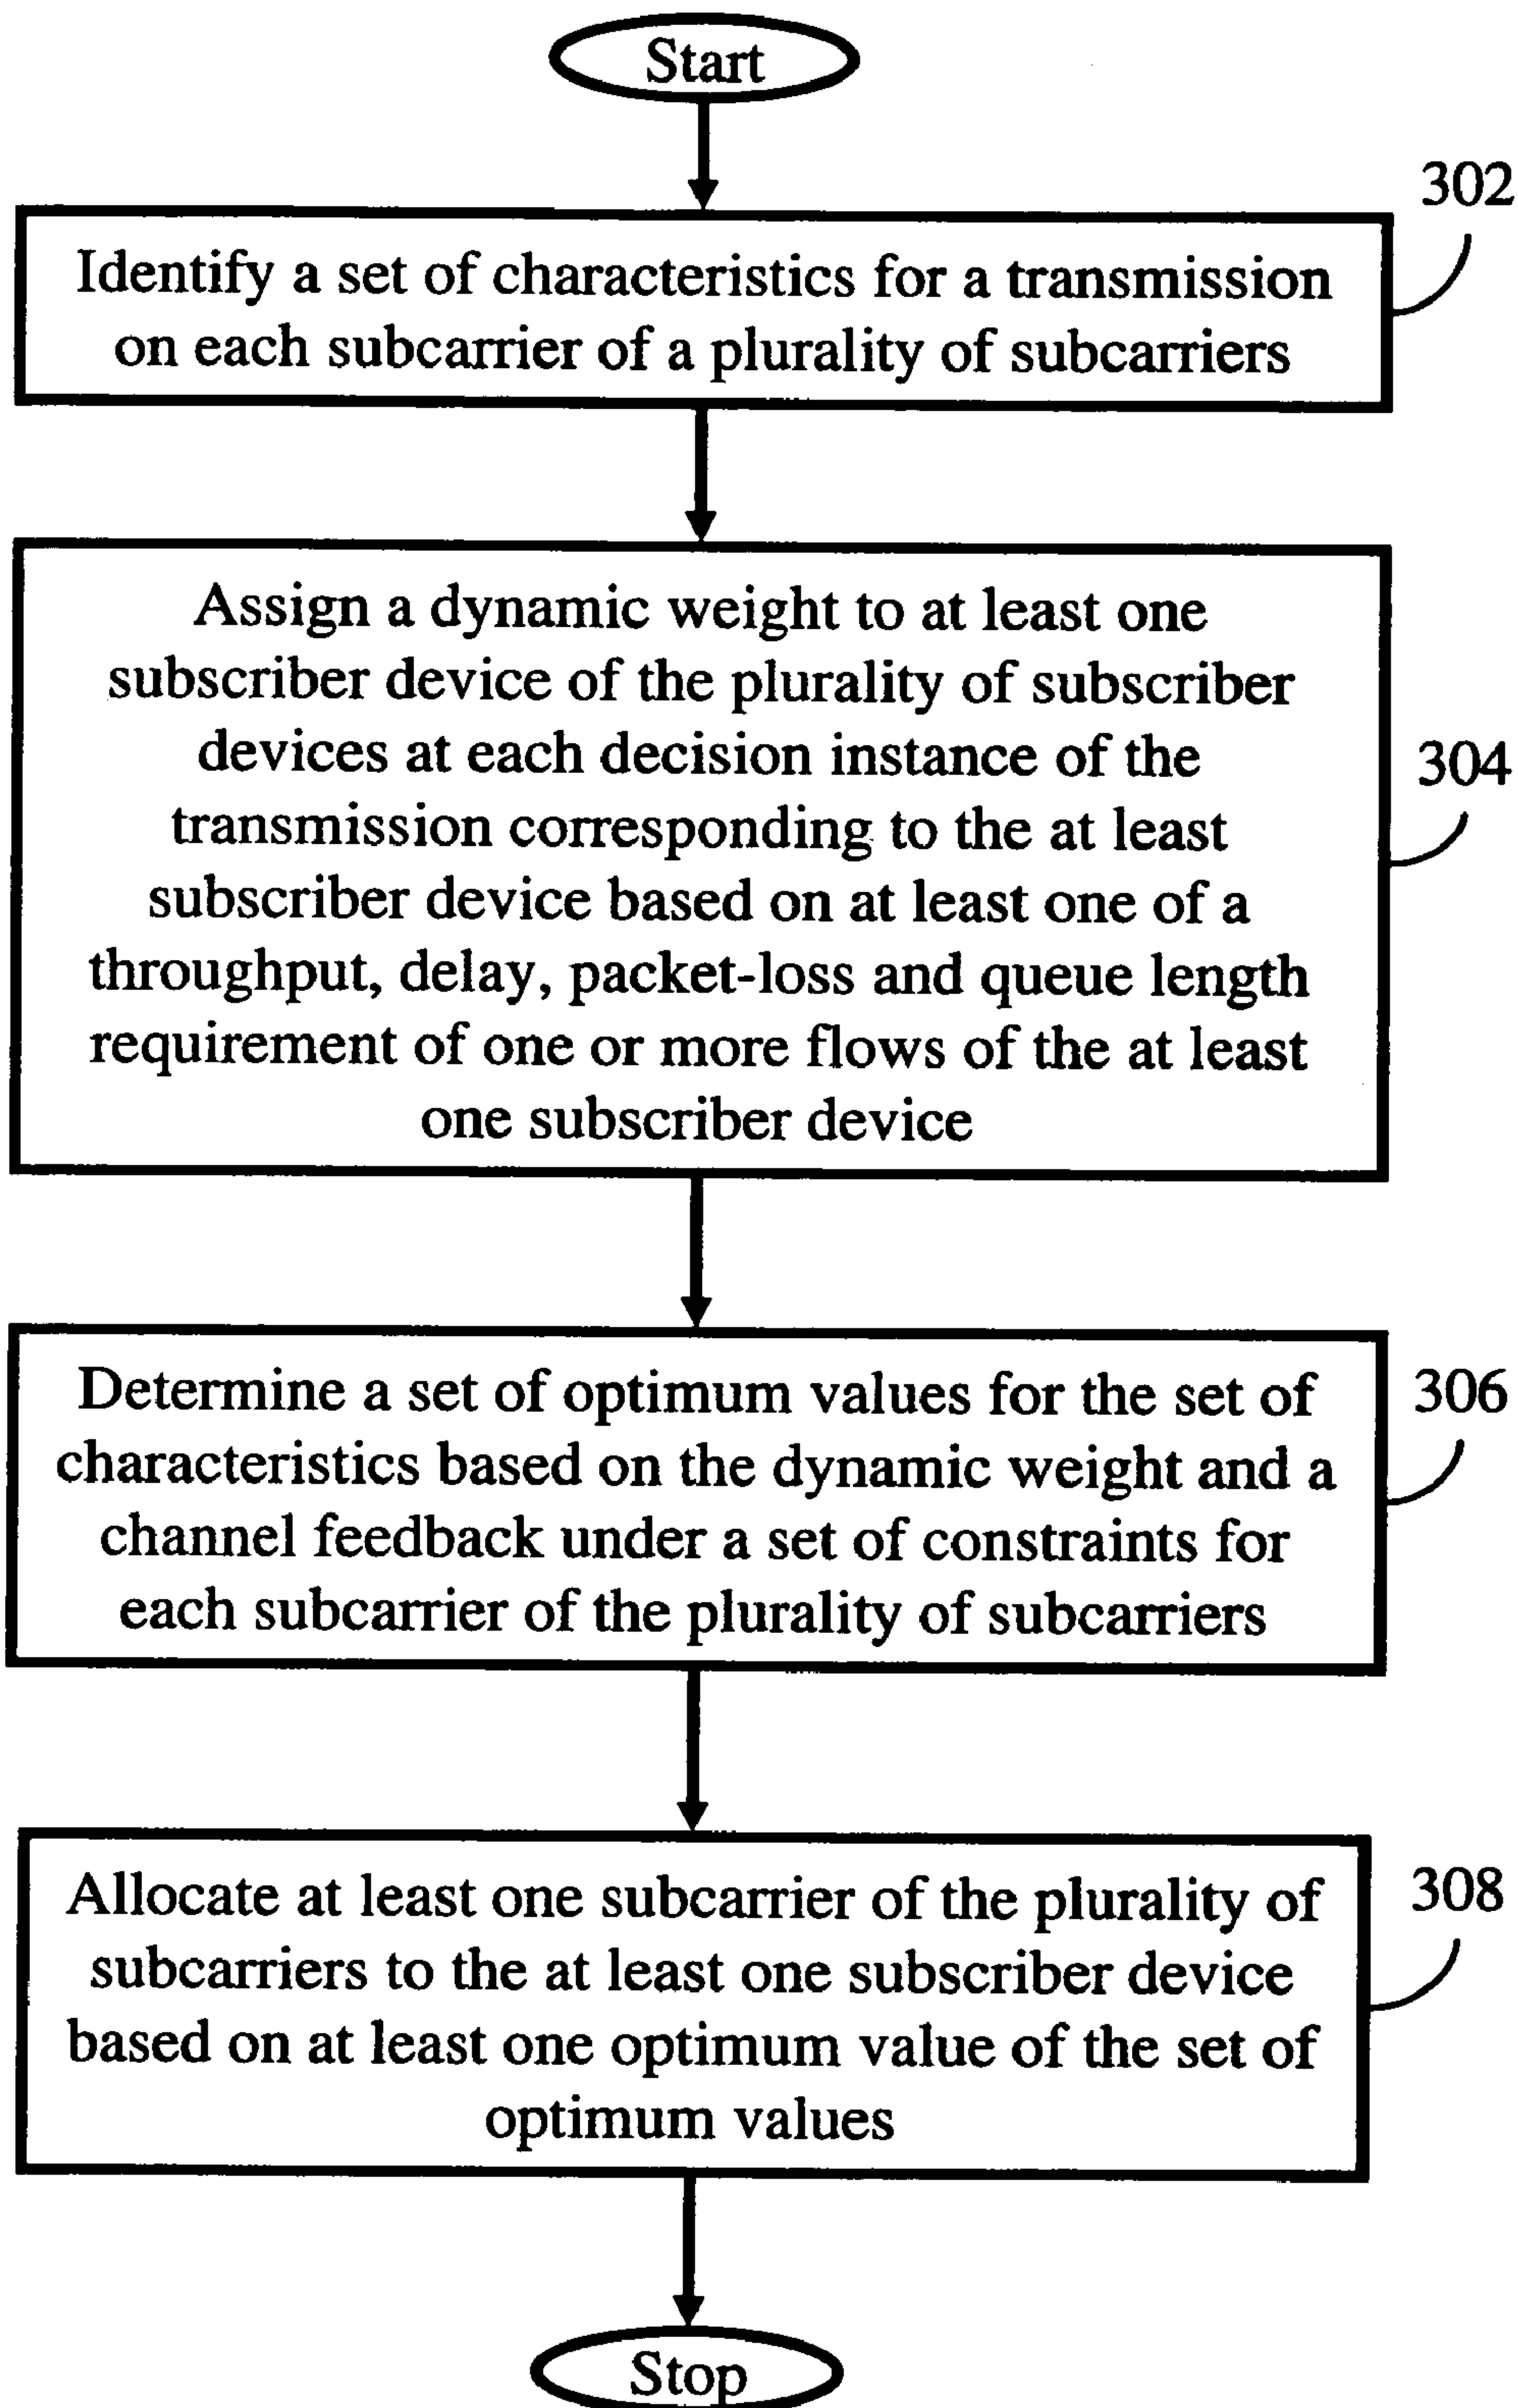 Start
302
Identify a set of characteristics for a transmission
on each subcarrier of a plurality of subcarriers
Assign a dynamic weight to at least one
subscriber device of the plurality of subscriber
devices at each decision instance of the
transmission corresponding to the at least
subscriber device based on at least one of a
throughput, delay, packet-loss and queue length
requirement of one or more flows of the at least
one subscriber device
304
Determine a set of optimum values for the set of
characteristics based on the dynamic weight and a
channel feedback under a set of constraints for
each subcarrier of the plurality of subcarriers
306
Allocate at least one subcarrier of the plurality of
subcarriers to the at least one subscriber device
based on at least one optimum value of the set of
optimum values
308
Stop